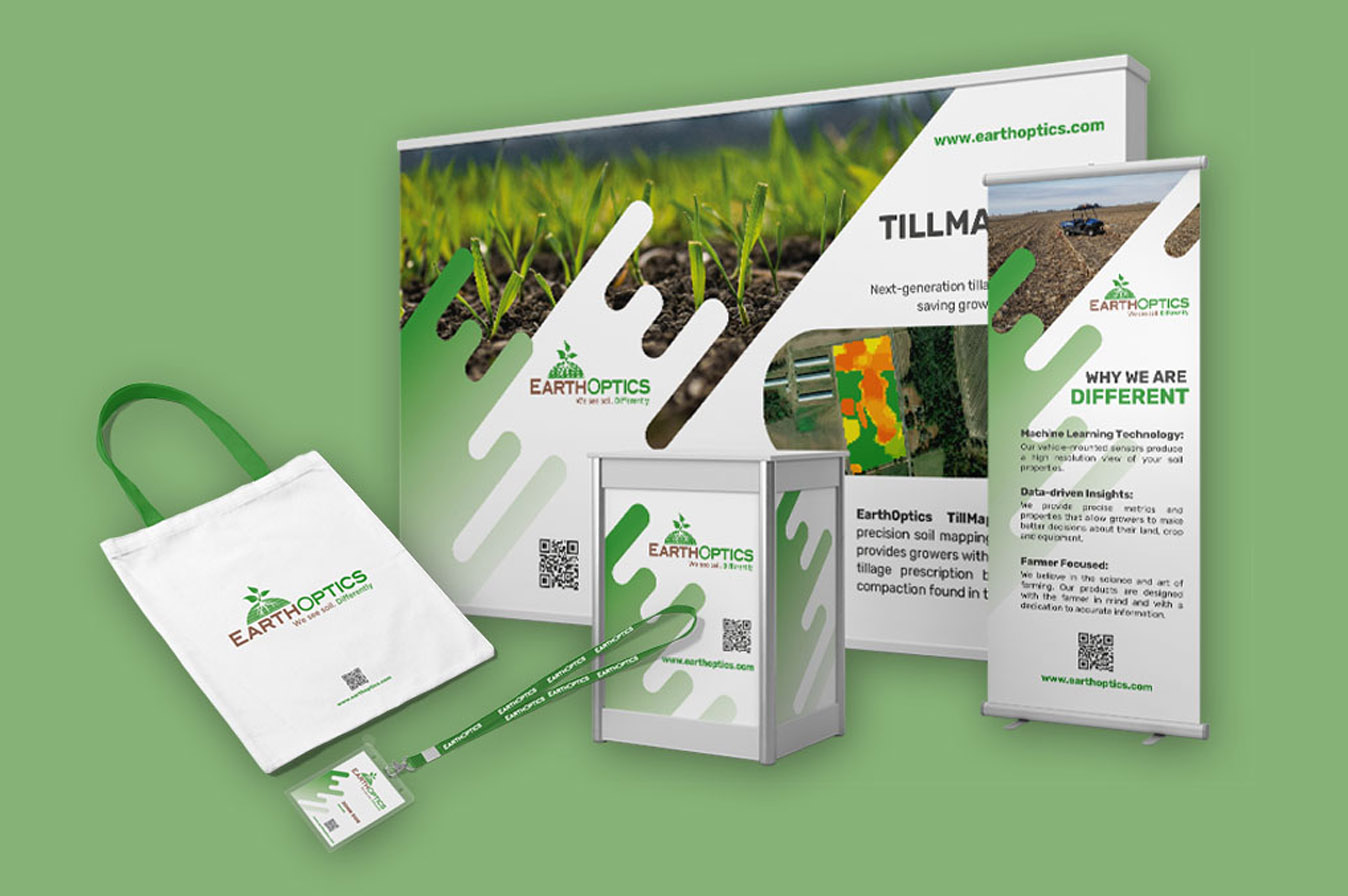 www.earthoptics.com
TILLMA
Next-generation tilla
saving grow
EARTHOPTICS
We see soil. Differently
EarthOptics TillMap
precision soil mapping
provides growers with
tillage prescription b
compaction found in t
EARTHOPTICS
We see soil. Differently
WHY WE ARE
DIFFERENT
Machine Learning Technology:
Our vehicle-mounted sensors produce
a high resolution view of your soil
properties.
Data-driven Insights:
We provide precise metrics and
properties that allow growers to make
better decisions about their land, crop
and equipment.
Farmer Focused:
We believe in the science and art of
farming. Our products are designed
with the farmer in mind and with a
dedication to accurate information.
www.earthoptics.com
EARTHOPTICS
We see soil. Differently
www.earthoptics.com
EARTHOPTICS
We see soil. Differently
www.earthoptics.com
EARTHOPTICS EARTHOPTICS EARTHOPTICS EARTHOPTICS
EARTHOPTICS EARTHOPTICS EARTHOPTICS
EARTHOPTICS